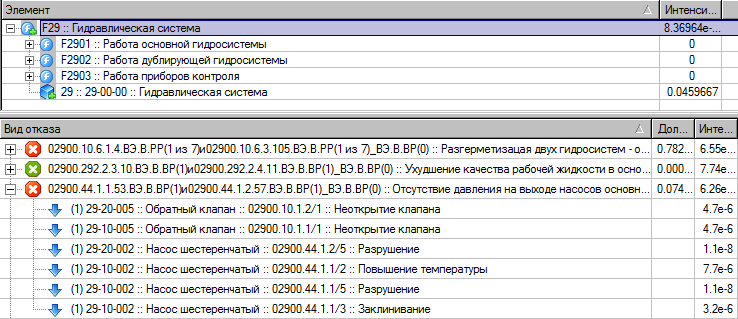 Элемент Интенси...
F29 :: Гидравлическая система 8.36964e-...
F2901 :: Работа основной гидросистемы 0
F2902 :: Работа дублирующей гидросистемы 0
F2903 :: Работа приборов контроля 0
29 :: 29-00-00 :: Гидравлическая система 0.0459667
Вид отказа Дол... Инте...
02900.10.6.1.4.ВЭ.В.РР(1 из 7)и02900.10.6.3.105.ВЭ.В.РР(1 из 7)_ВЭ.В.ВР(0) :: Разгерметизацая двух гидросистем - о... 0.782... 6.55e...
02900.292.2.3.10.ВЭ.В.ВР(1)и02900.292.2.4.11.ВЭ.В.ВР(1)_ВЭ.В.ВР(0) :: Ухудшение качества рабочей жидкости в осно... 0.000... 7.74e...
02900.44.1.1.53.ВЭ.В.ВР(1)и02900.44.1.2.57.ВЭ.В.ВР(1)_ВЭ.В.ВР(0) :: Отсутствие давления на выходе насосов основн... 0.074... 6.26e...
(1) 29-20-005 :: Обратный клапан :: 02900.10.1.2/1 :: Неоткрытие клапана 4.7e-6
(1) 29-10-005 :: Обратный клапан :: 02900.10.1.1/1 :: Неоткрытие клапана 4.7e-6
(1) 29-20-002 :: Насос шестеренчатый :: 02900.44.1.2/5 :: Разрушение 1.1e-8
(1) 29-10-002 :: Насос шестеренчатый :: 02900.44.1.1/2 :: Повышение температуры 7.7e-6
(1) 29-10-002 :: Насос шестеренчатый :: 02900.44.1.1/5 :: Разрушение 1.1e-8
(1) 29-10-002 :: Насос шестеренчатый :: 02900.44.1.1/3 :: Заклинивание 3.2e-6